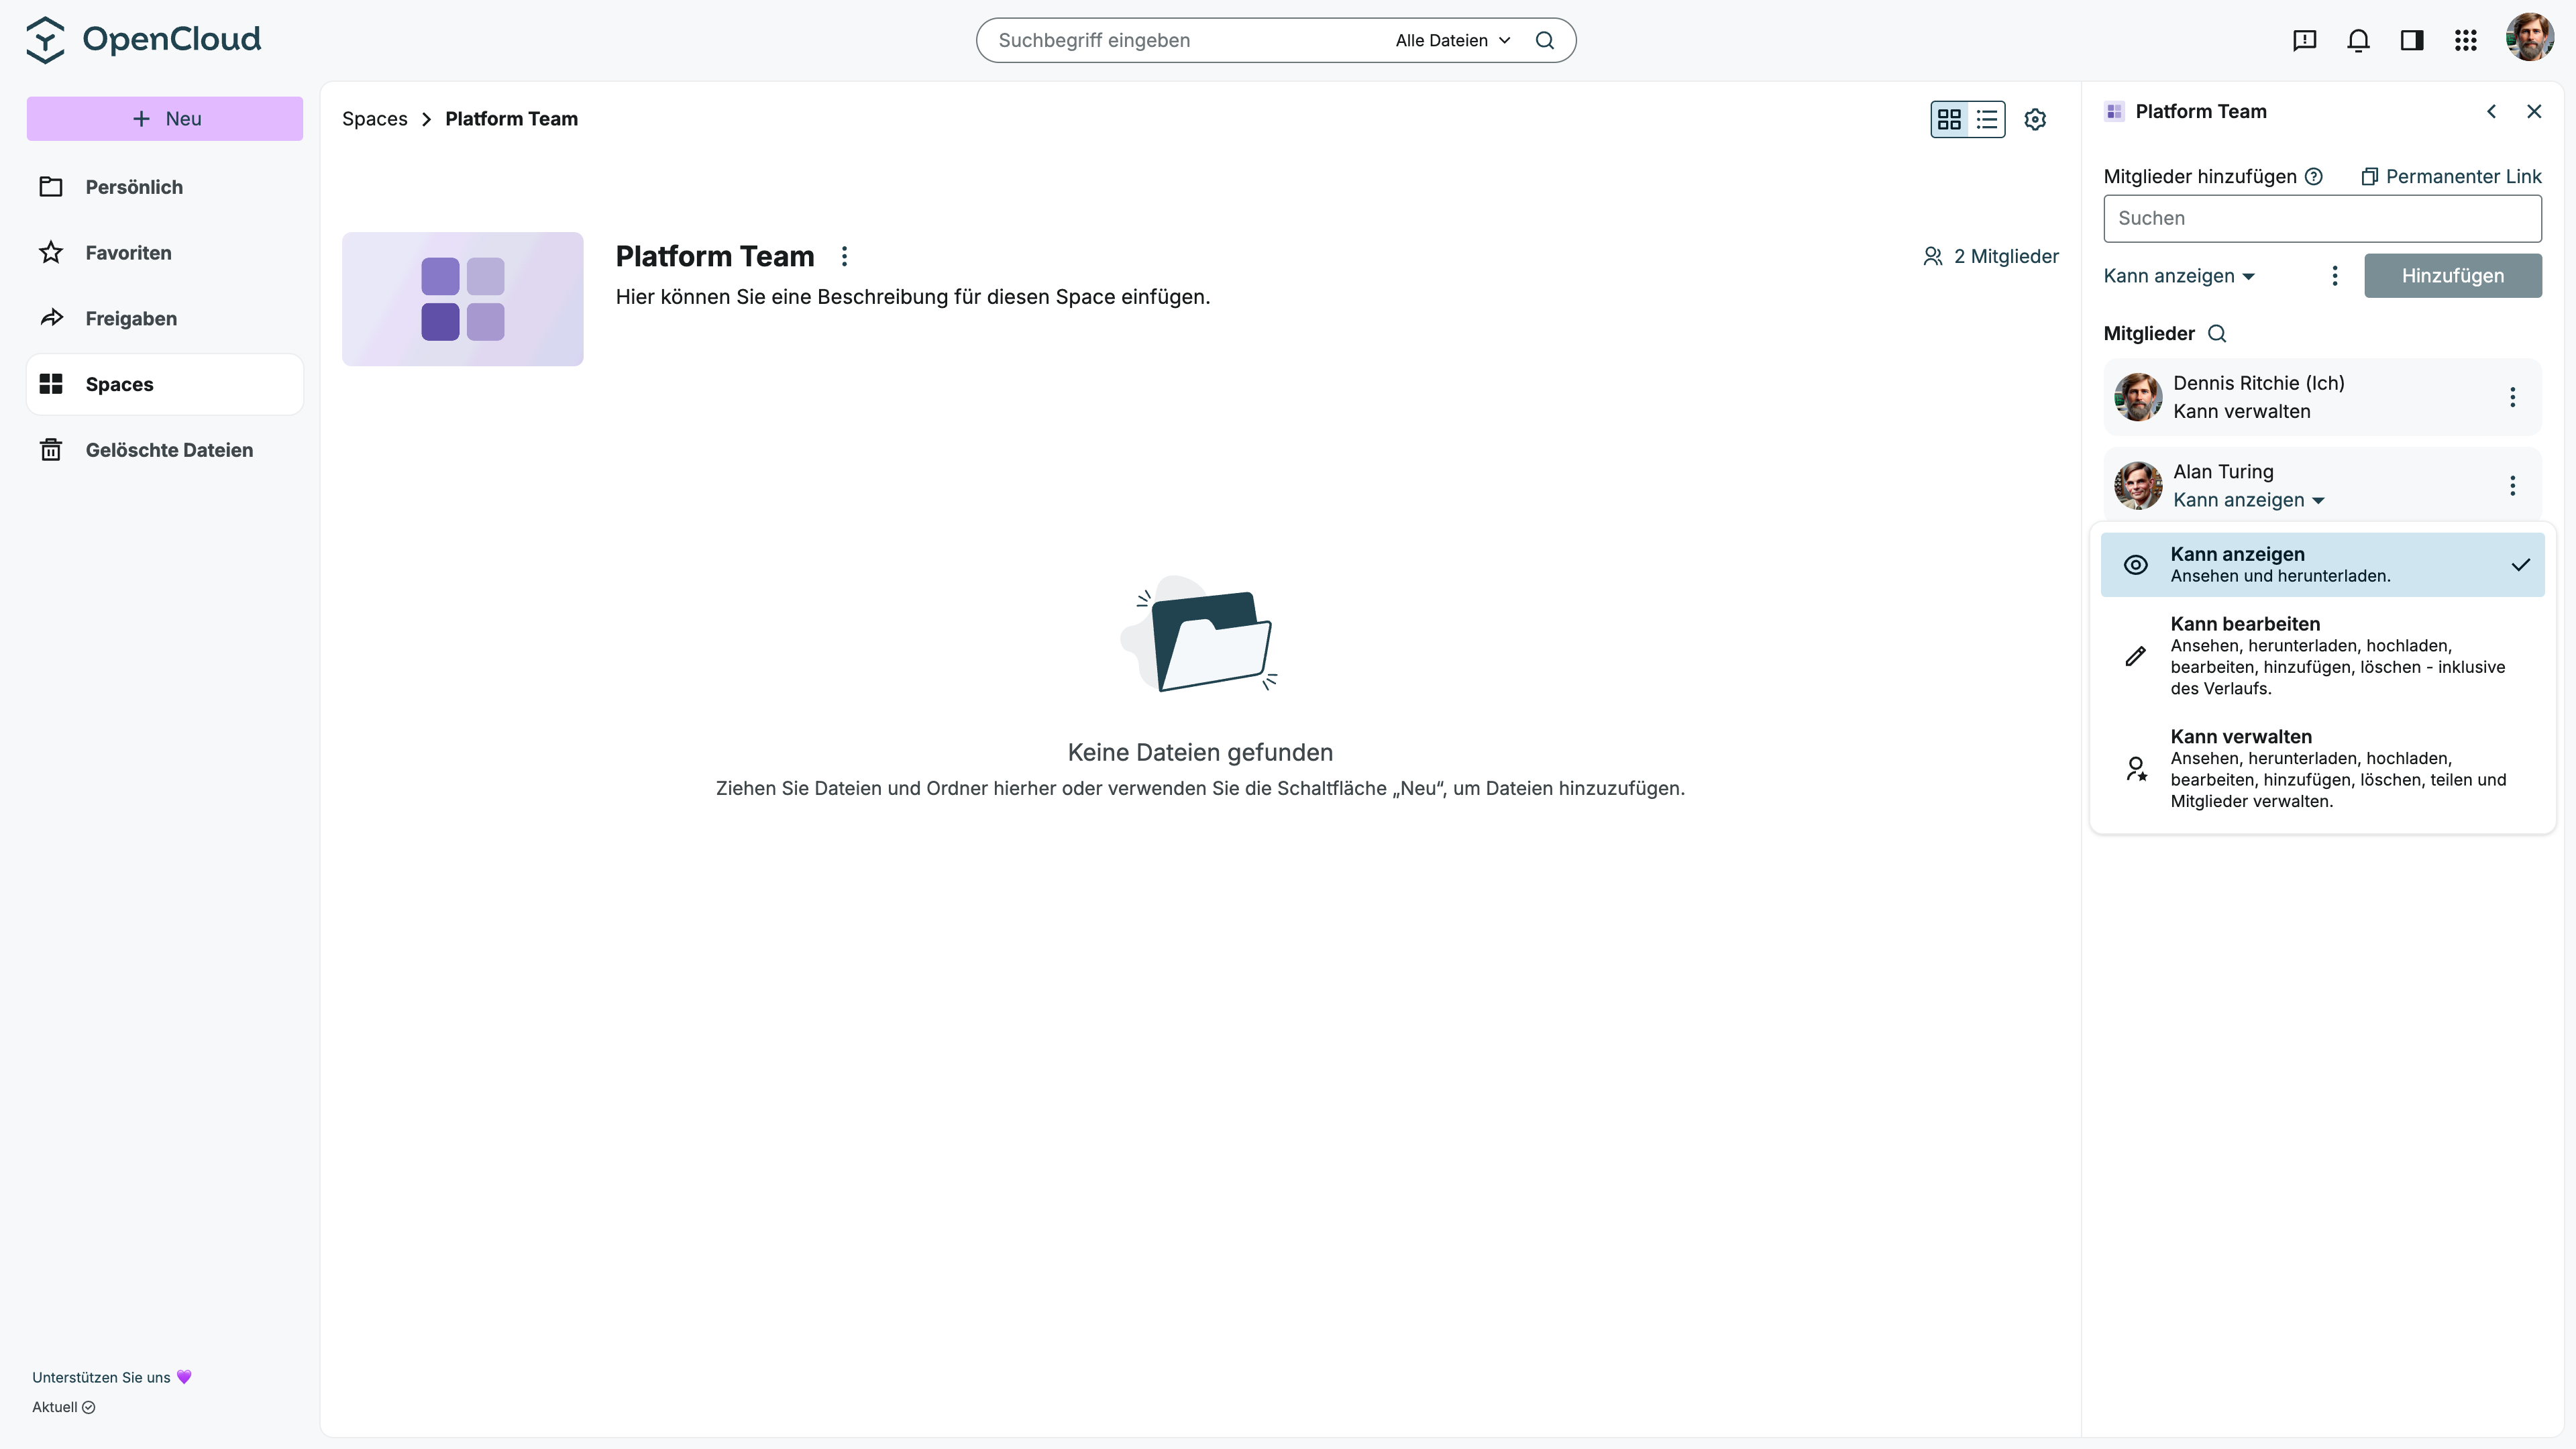 OpenCloud
Suchbegriff eingeben
Alle Dateien
Neu
Persönlich
Favoriten
Freigaben
Spaces
Gelöschte Dateien
Unterstützen Sie uns 💜
Aktuell
Spaces
Platform Team
Platform Team
2 Mitglieder
Hier können Sie eine Beschreibung für diesen Space einfügen.
Keine Dateien gefunden
Ziehen Sie Dateien und Ordner hierher oder verwenden Sie die Schaltfläche „Neu“, um Dateien hinzuzufügen.
Platform Team
Mitglieder hinzufügen
Permanenter Link
Suchen
Kann anzeigen
Hinzufügen
Mitglieder
Dennis Ritchie (Ich)
Kann verwalten
Alan Turing
Kann anzeigen
Kann anzeigen
Ansehen und herunterladen.
Kann bearbeiten
Ansehen, herunterladen, hochladen,
bearbeiten, hinzufügen, löschen - inklusive
des Verlaufs.
Kann verwalten
Ansehen, herunterladen, hochladen,
bearbeiten, hinzufügen, löschen, teilen und
Mitglieder verwalten.